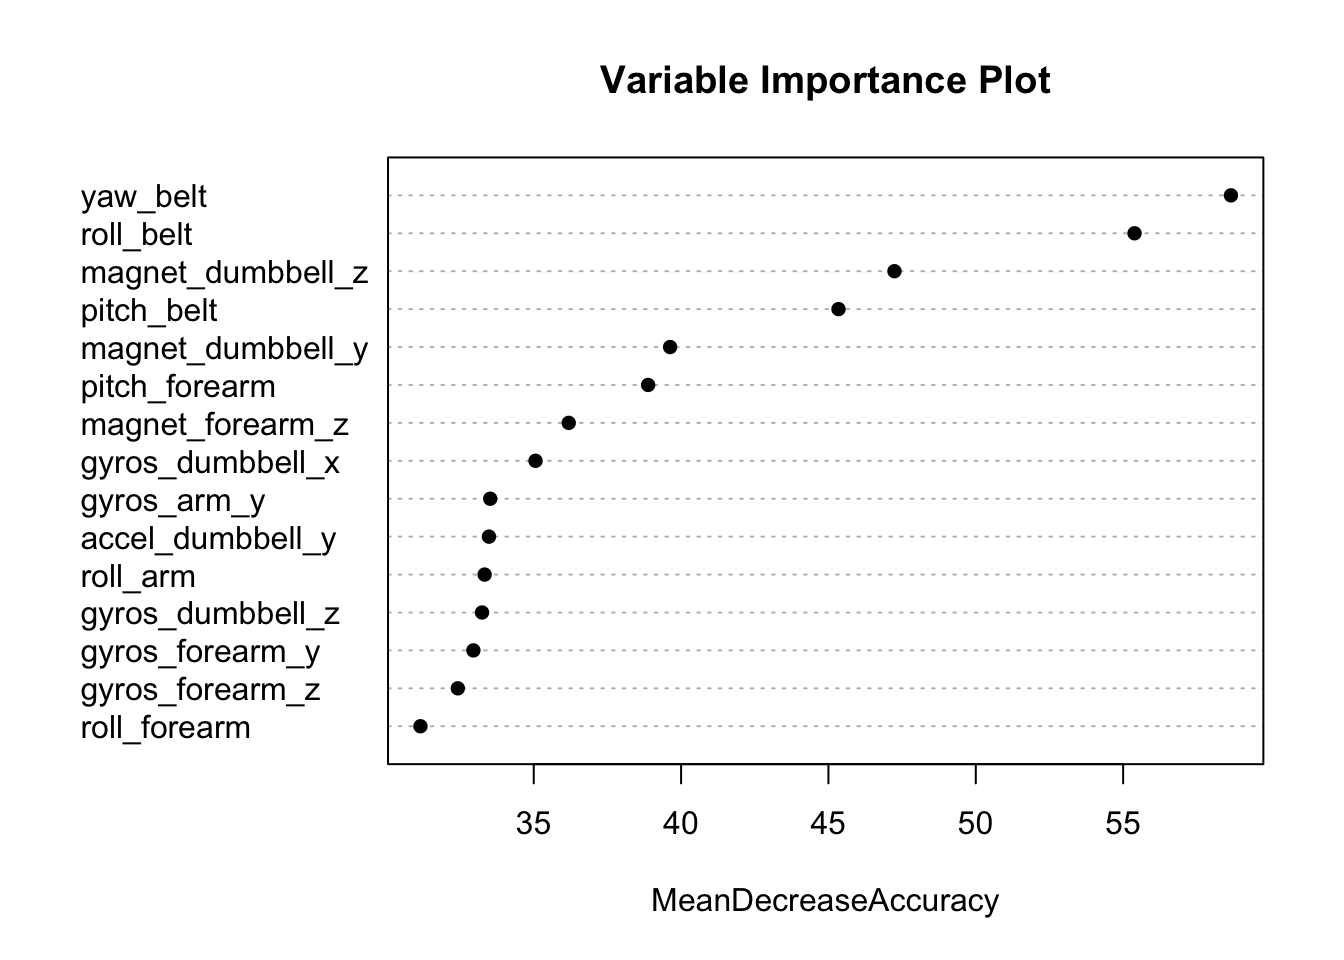 Variable Importance Plot
yaw_belt
roll_belt
magnet_dumbbell_z
pitch_belt
magnet_dumbbell_y
pitch_forearm
magnet_forearm_z
gyros_dumbbell_x
gyros_arm_y
accel_dumbbell_y
roll_arm
gyros_dumbbell_z
gyros_forearm_y
gyros_forearm_z
roll_forearm
35 40 45 50 55
MeanDecreaseAccuracy